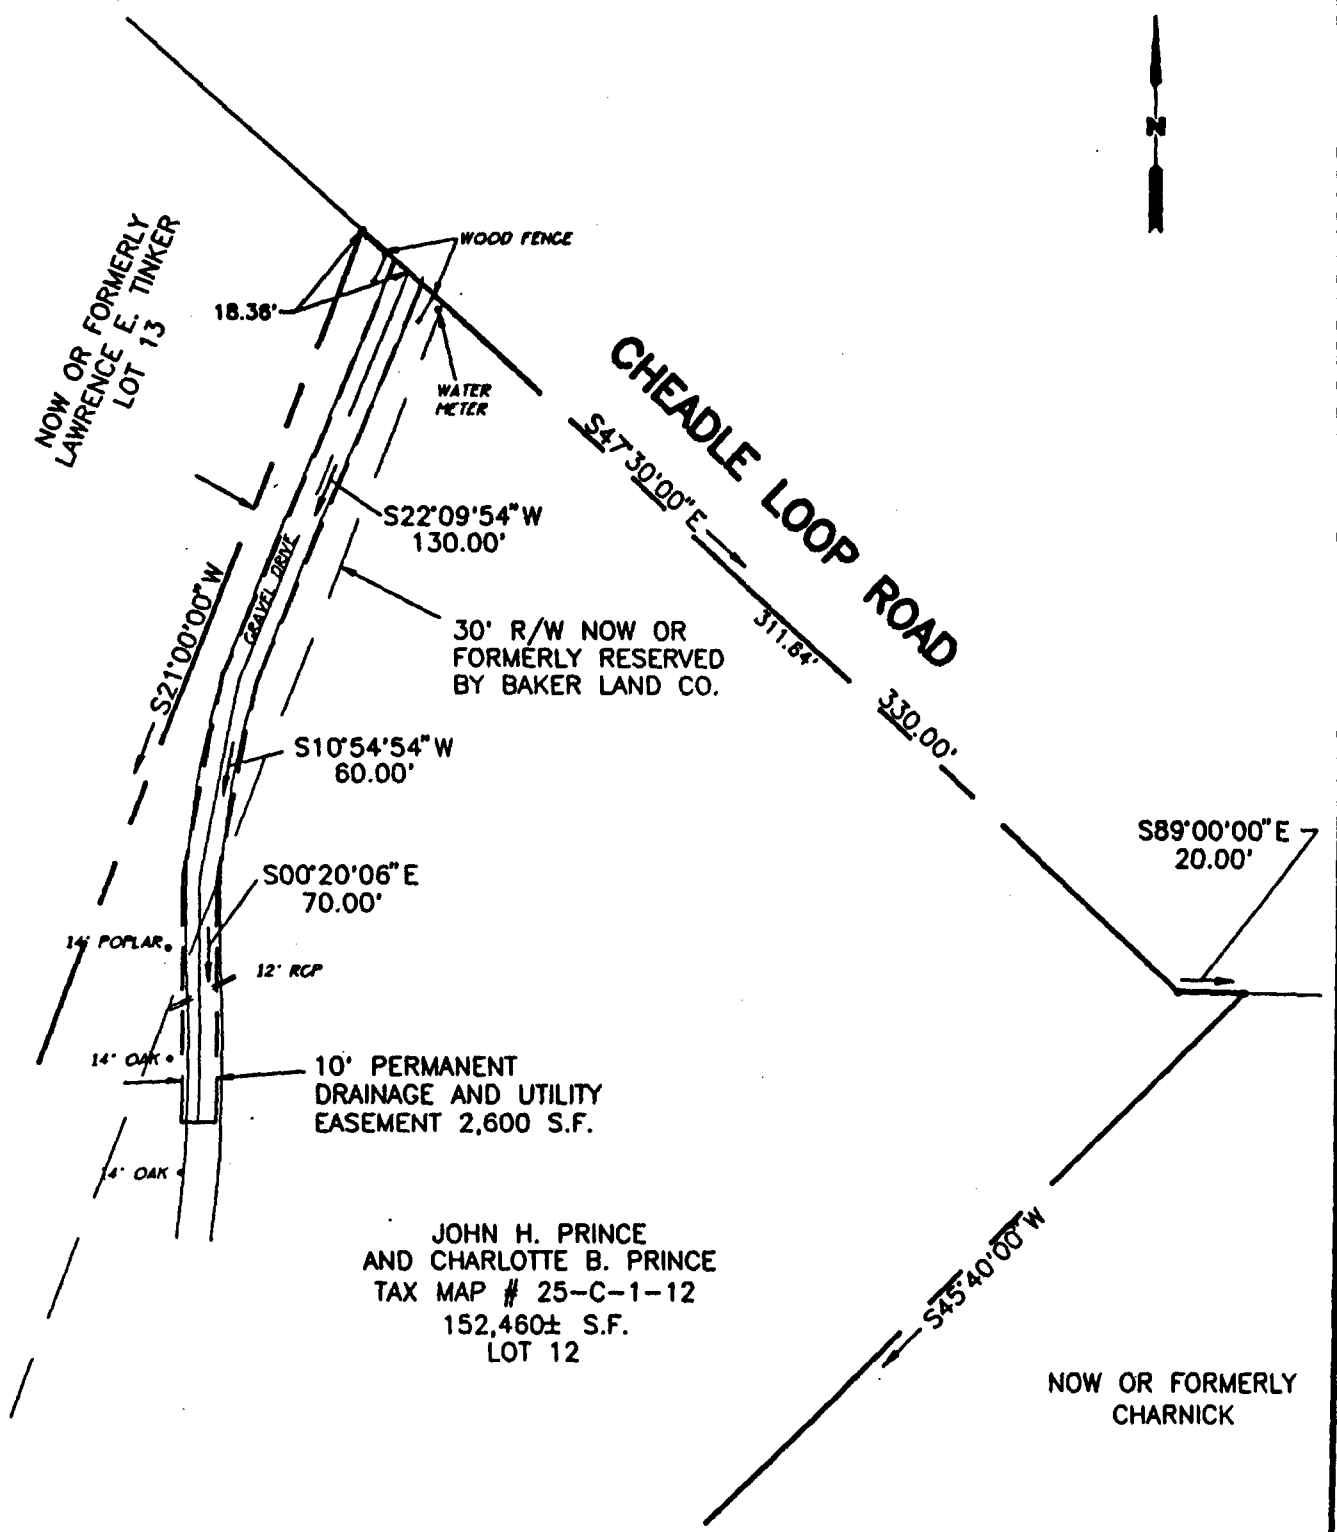 N
NOW OR FORMERLY
LAWRENCE E. TINKER
LOT 13
WOOD FENCE
18.36'
WATER
METER
CHEADLE LOOP ROAD
S47°30'00"E
311.64'
330.00'
S22°09'54"W
130.00'
GRAVEL DRIVE
S21°00'00"W
30' R/W NOW OR
FORMERLY RESERVED
BY BAKER LAND CO.
S10°54'54"W
60.00'
S89°00'00"E
20.00'
S00°20'06"E
70.00'
14" POPLAR
12" RCP
14" OAK
10' PERMANENT
DRAINAGE AND UTILITY
EASEMENT 2,600 S.F.
14" OAK
JOHN H. PRINCE
AND CHARLOTTE B. PRINCE
TAX MAP # 25-C-1-12
152,460± S.F.
LOT 12
S45°40'00"W
NOW OR FORMERLY
CHARNICK